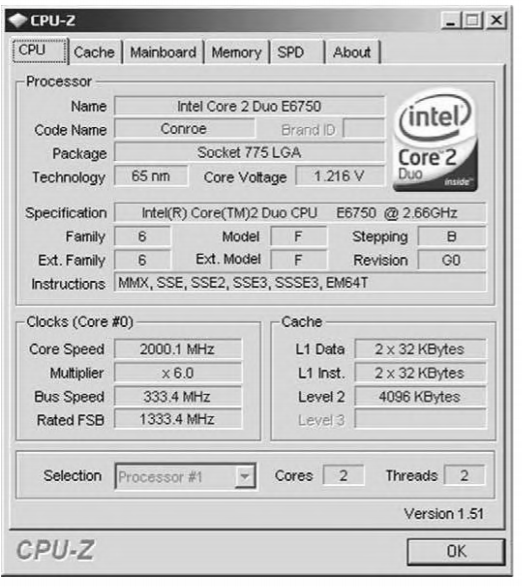 CPU-Z
CPU Cache Mainboard Memory SPD About
Processor
Name Intel Core 2 Duo E6750
Code Name Conroe Brand ID
Package Socket 775 LGA
Technology 65 nm Core Voltage 1.216 V
intel
Core 2
Duo inside
Specification Intel(R) Core(TM)2 Duo CPU E6750 @ 2.66GHz
Family 6 Model F Stepping B
Ext. Family 6 Ext. Model F Revision G0
Instructions MMX, SSE, SSE2, SSE3, SSSE3, EM64T
Clocks (Core #0)
Core Speed 2000.1 MHz
Multiplier x 6.0
Bus Speed 333.4 MHz
Rated FSB 1333.4 MHz
Cache
L1 Data 2 x 32 KBytes
L1 Inst. 2 x 32 KBytes
Level 2 4096 KBytes
Level 3
Selection Processor #1 Cores 2 Threads 2
Version 1.51
CPU-Z OK